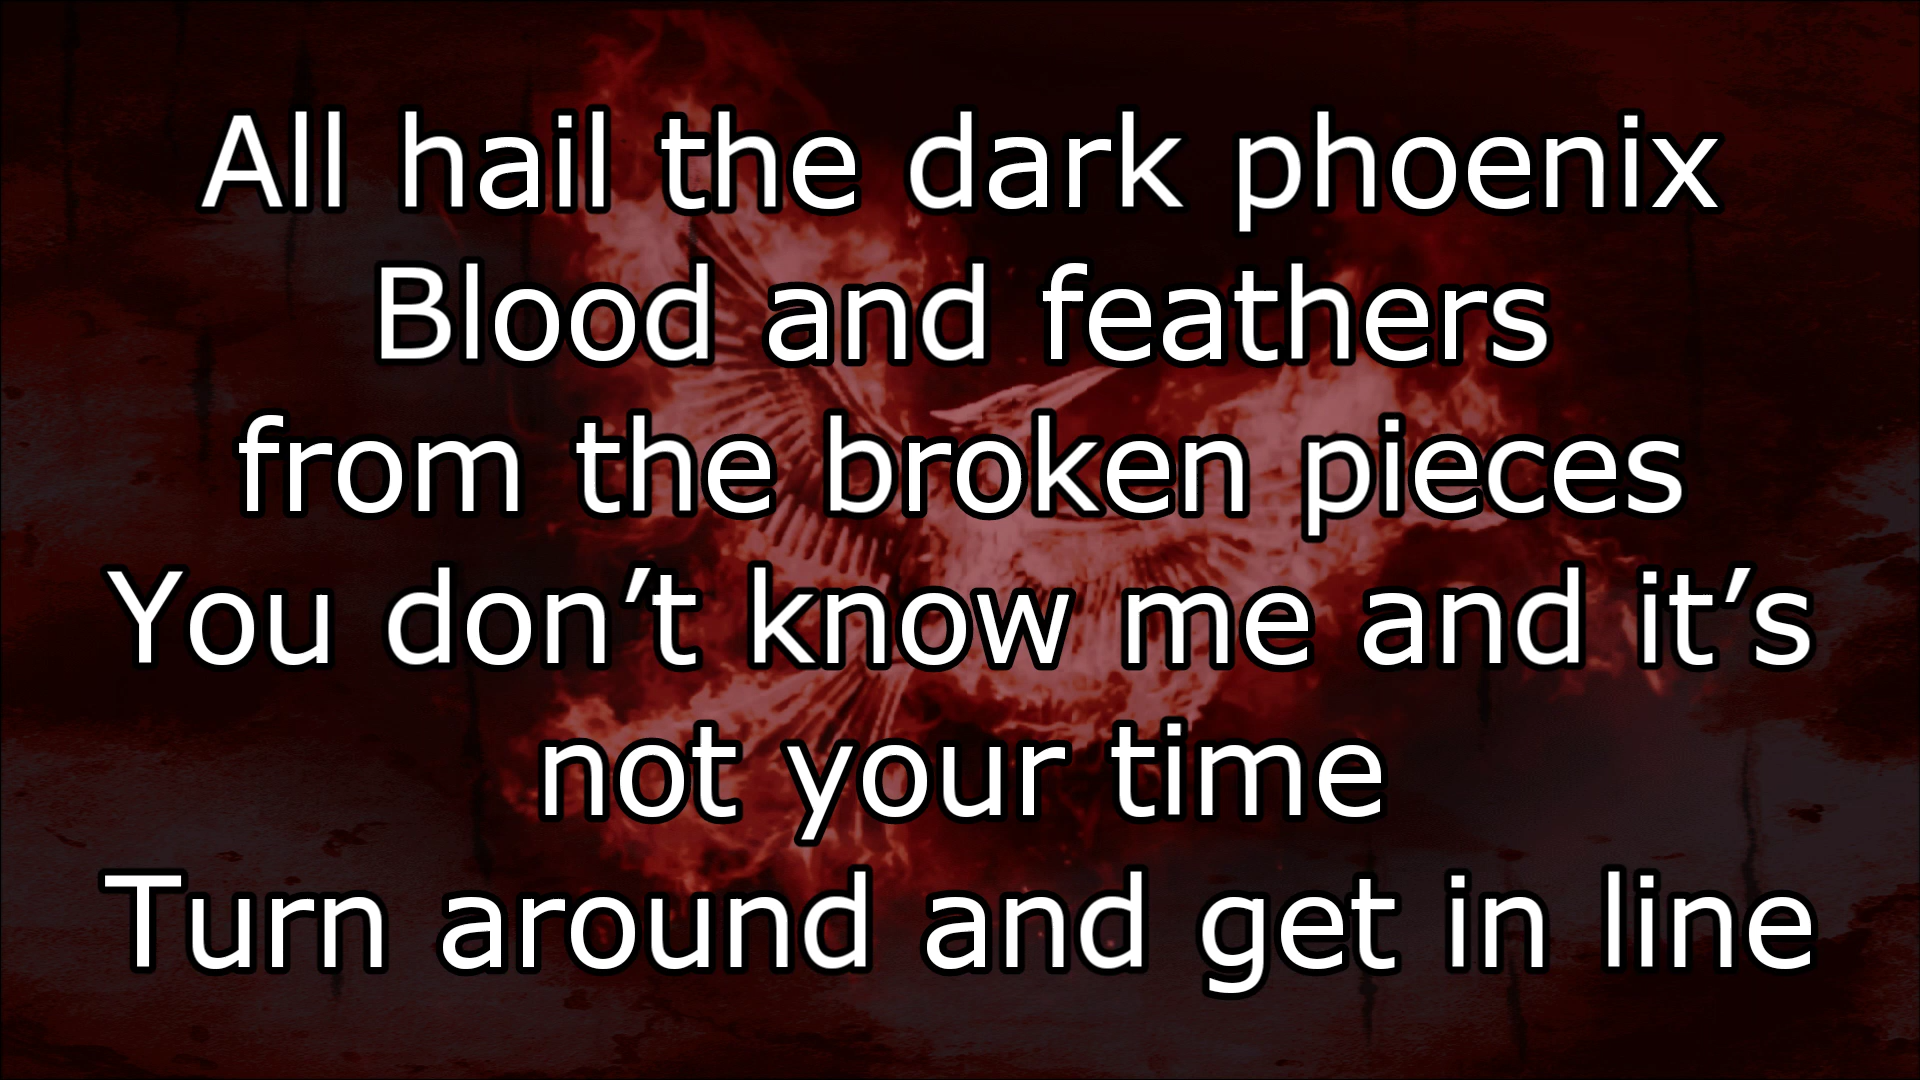 All hail the dark phoenix
Blood and feathers
from the broken pieces
You don’t know me and it’s
not your time
Turn around and get in line